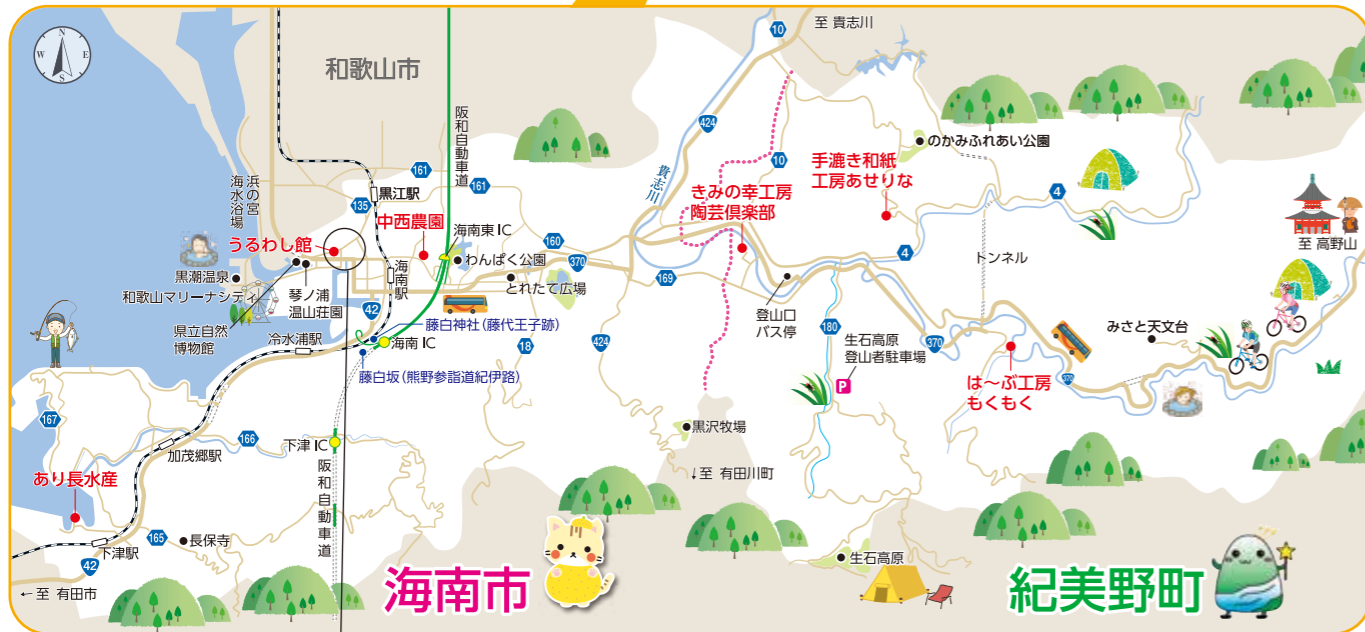 N
W
E
S
和歌山市
至 貴志川
10
阪和自動車道
424
貴志川
10
のかみふれあい公園
手漉き和紙
工房あせりな
きみの幸工房
陶芸倶楽部
4
161
161
黒江駅
135
浜の宮
海水浴場
中西農園
うるわし館
海南東IC
わんぱく公園
160
370
とれたて広場
169
4
トンネル
至 高野山
黒潮温泉
和歌山マリーナシティ
琴ノ浦
温山荘園
県立自然
博物館
海南駅
42
登山口
バス停
180
藤白神社(藤代王子跡)
海南IC
冷水浦駅
18
424
370
生石高原
登山者駐車場
P
みさと天文台
370
は〜ぶ工房
もくもく
藤白坂(熊野参詣道紀伊路)
167
166
加茂郷駅
下津IC
阪和自動車道
黒沢牧場
↓至 有田川町
あり長水産
165
長保寺
下津駅
42
←至 有田市
生石高原
海南市
紀美野町